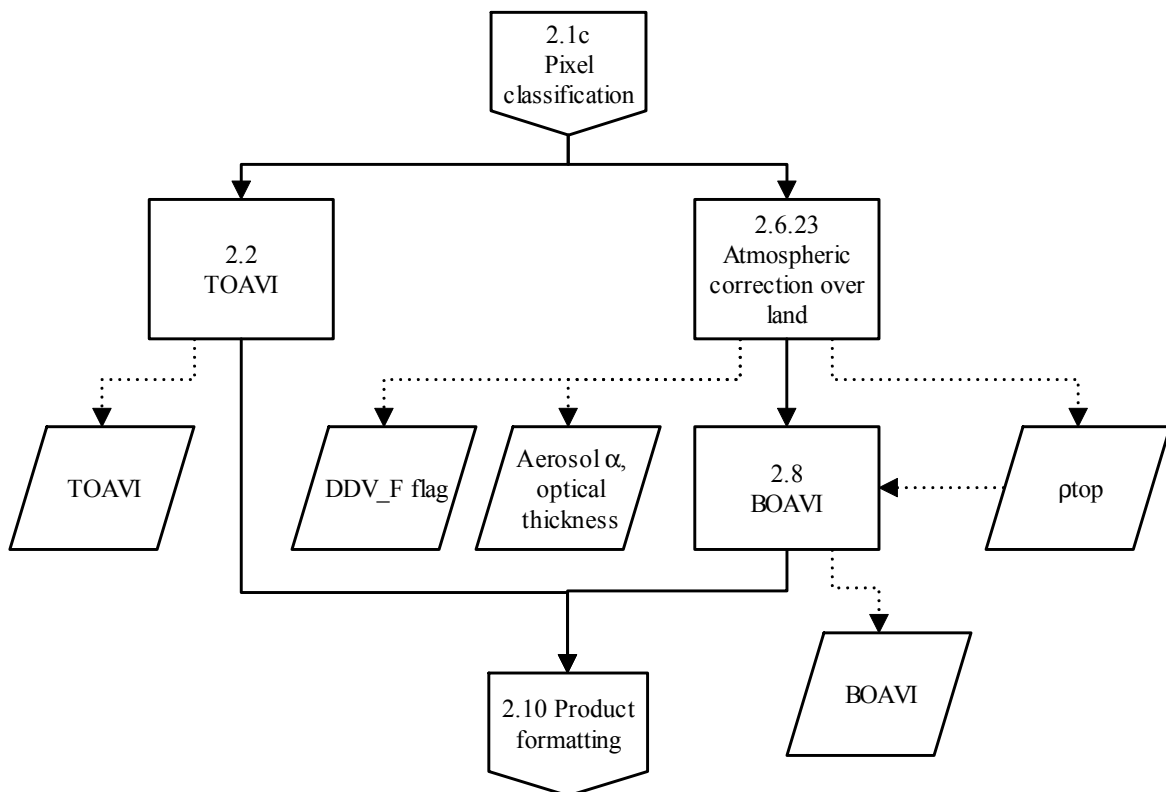 2.1c
Pixel
classification
2.2
TOAVI
2.6.23
Atmospheric
correction over
land
TOAVI
DDV_F flag
Aerosol α,
optical
thickness
2.8
BOAVI
ρtop
BOAVI
2.10 Product
formatting